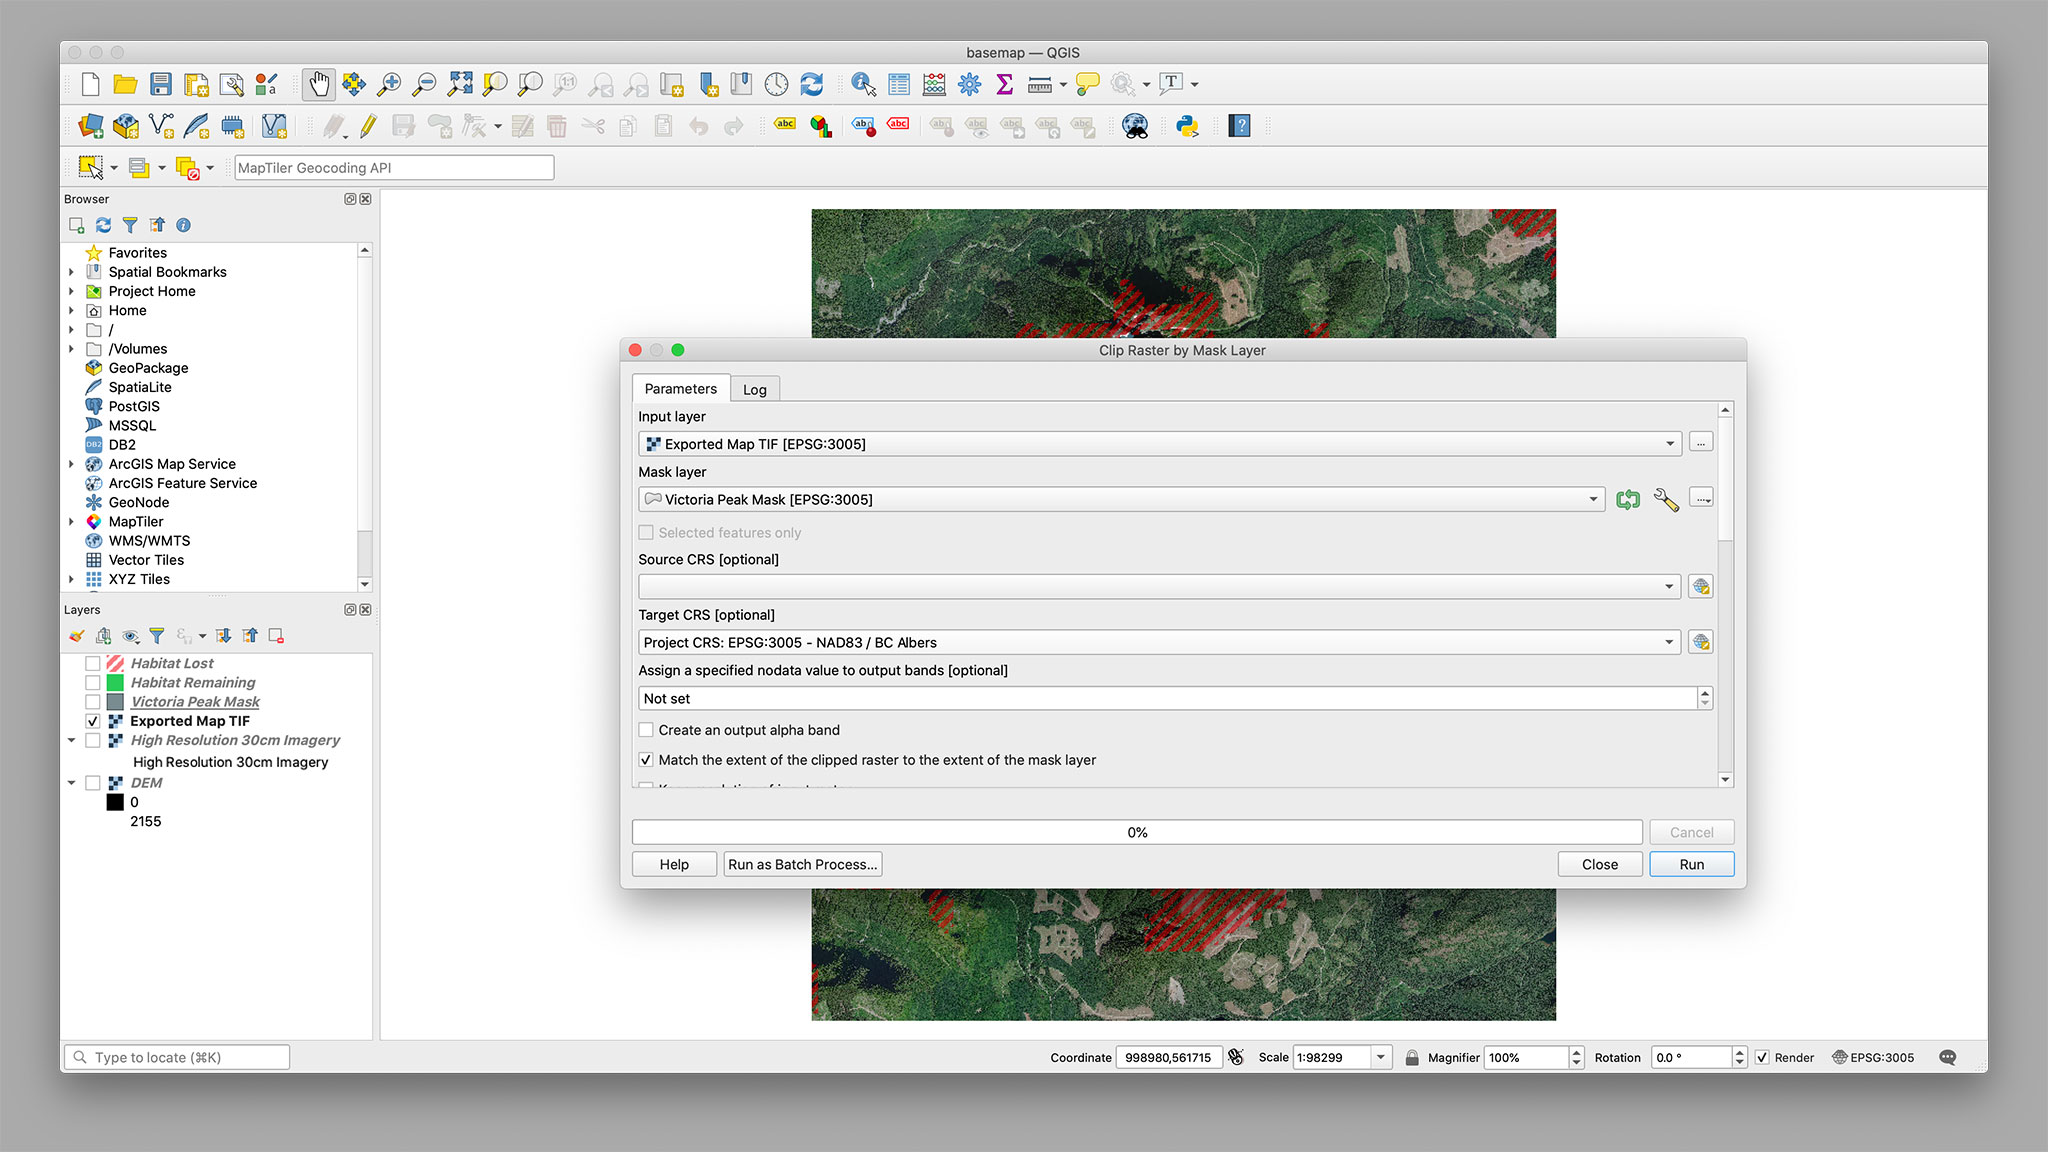 basemap — QGIS
MapTiler Geocoding API
Browser
Favorites
Spatial Bookmarks
Project Home
Home
/
/Volumes
GeoPackage
SpatiaLite
PostGIS
MSSQL
DB2
ArcGIS Map Service
ArcGIS Feature Service
GeoNode
MapTiler
WMS/WMTS
Vector Tiles
XYZ Tiles
Layers
Habitat Lost
Habitat Remaining
Victoria Peak Mask
Exported Map TIF
High Resolution 30cm Imagery
High Resolution 30cm Imagery
DEM
0
2155
Clip Raster by Mask Layer
Parameters Log
Input layer
Exported Map TIF [EPSG:3005]
Mask layer
Victoria Peak Mask [EPSG:3005]
Selected features only
Source CRS [optional]
Target CRS [optional]
Project CRS: EPSG:3005 - NAD83 / BC Albers
Assign a specified nodata value to output bands [optional]
Not set
Create an output alpha band
Match the extent of the clipped raster to the extent of the mask layer
0% Cancel
Help Run as Batch Process... Close Run
Type to locate (⌘K) Coordinate 998980,561715 Scale 1:98299 Magnifier 100% Rotation 0.0 ° Render EPSG:3005